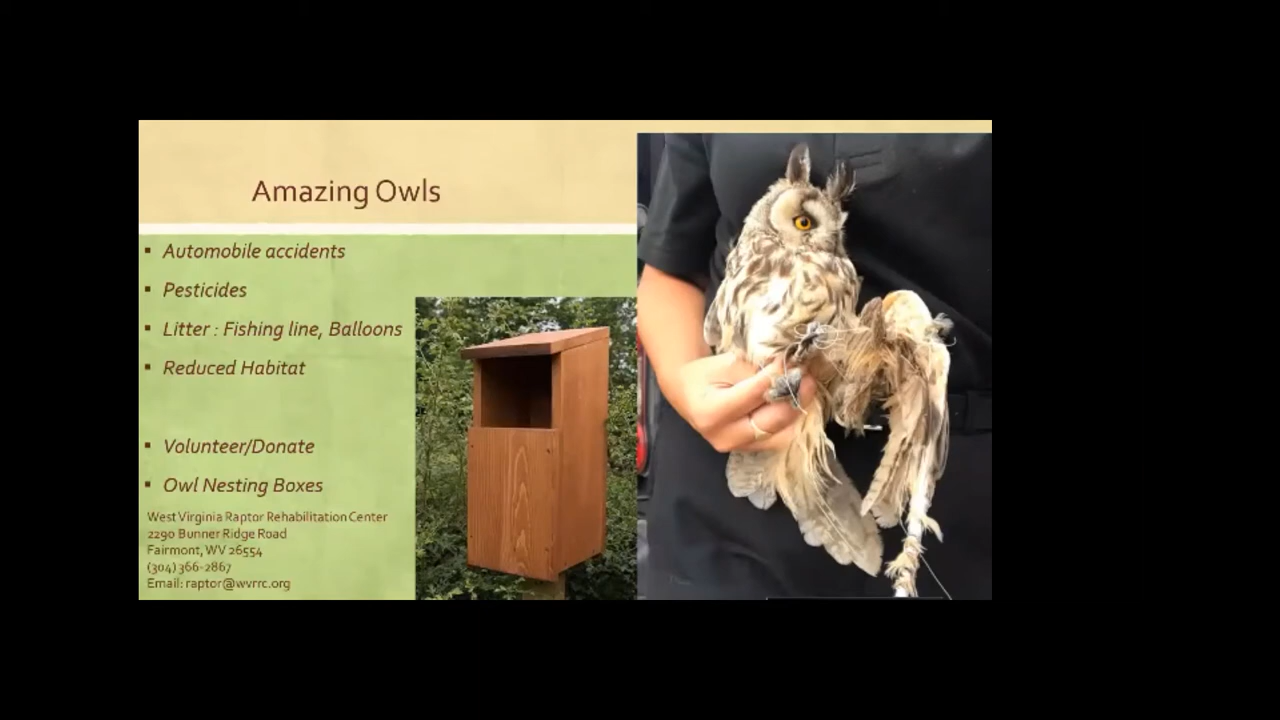 Amazing Owls
Automobile accidents
Pesticides
Litter : Fishing line, Balloons
Reduced Habitat
Volunteer/Donate
Owl Nesting Boxes
West Virginia Raptor Rehabilitation Center
2290 Bunner Ridge Road
Fairmont, WV 26554
(304) 366-2867
Email: raptor@wvrrc.org